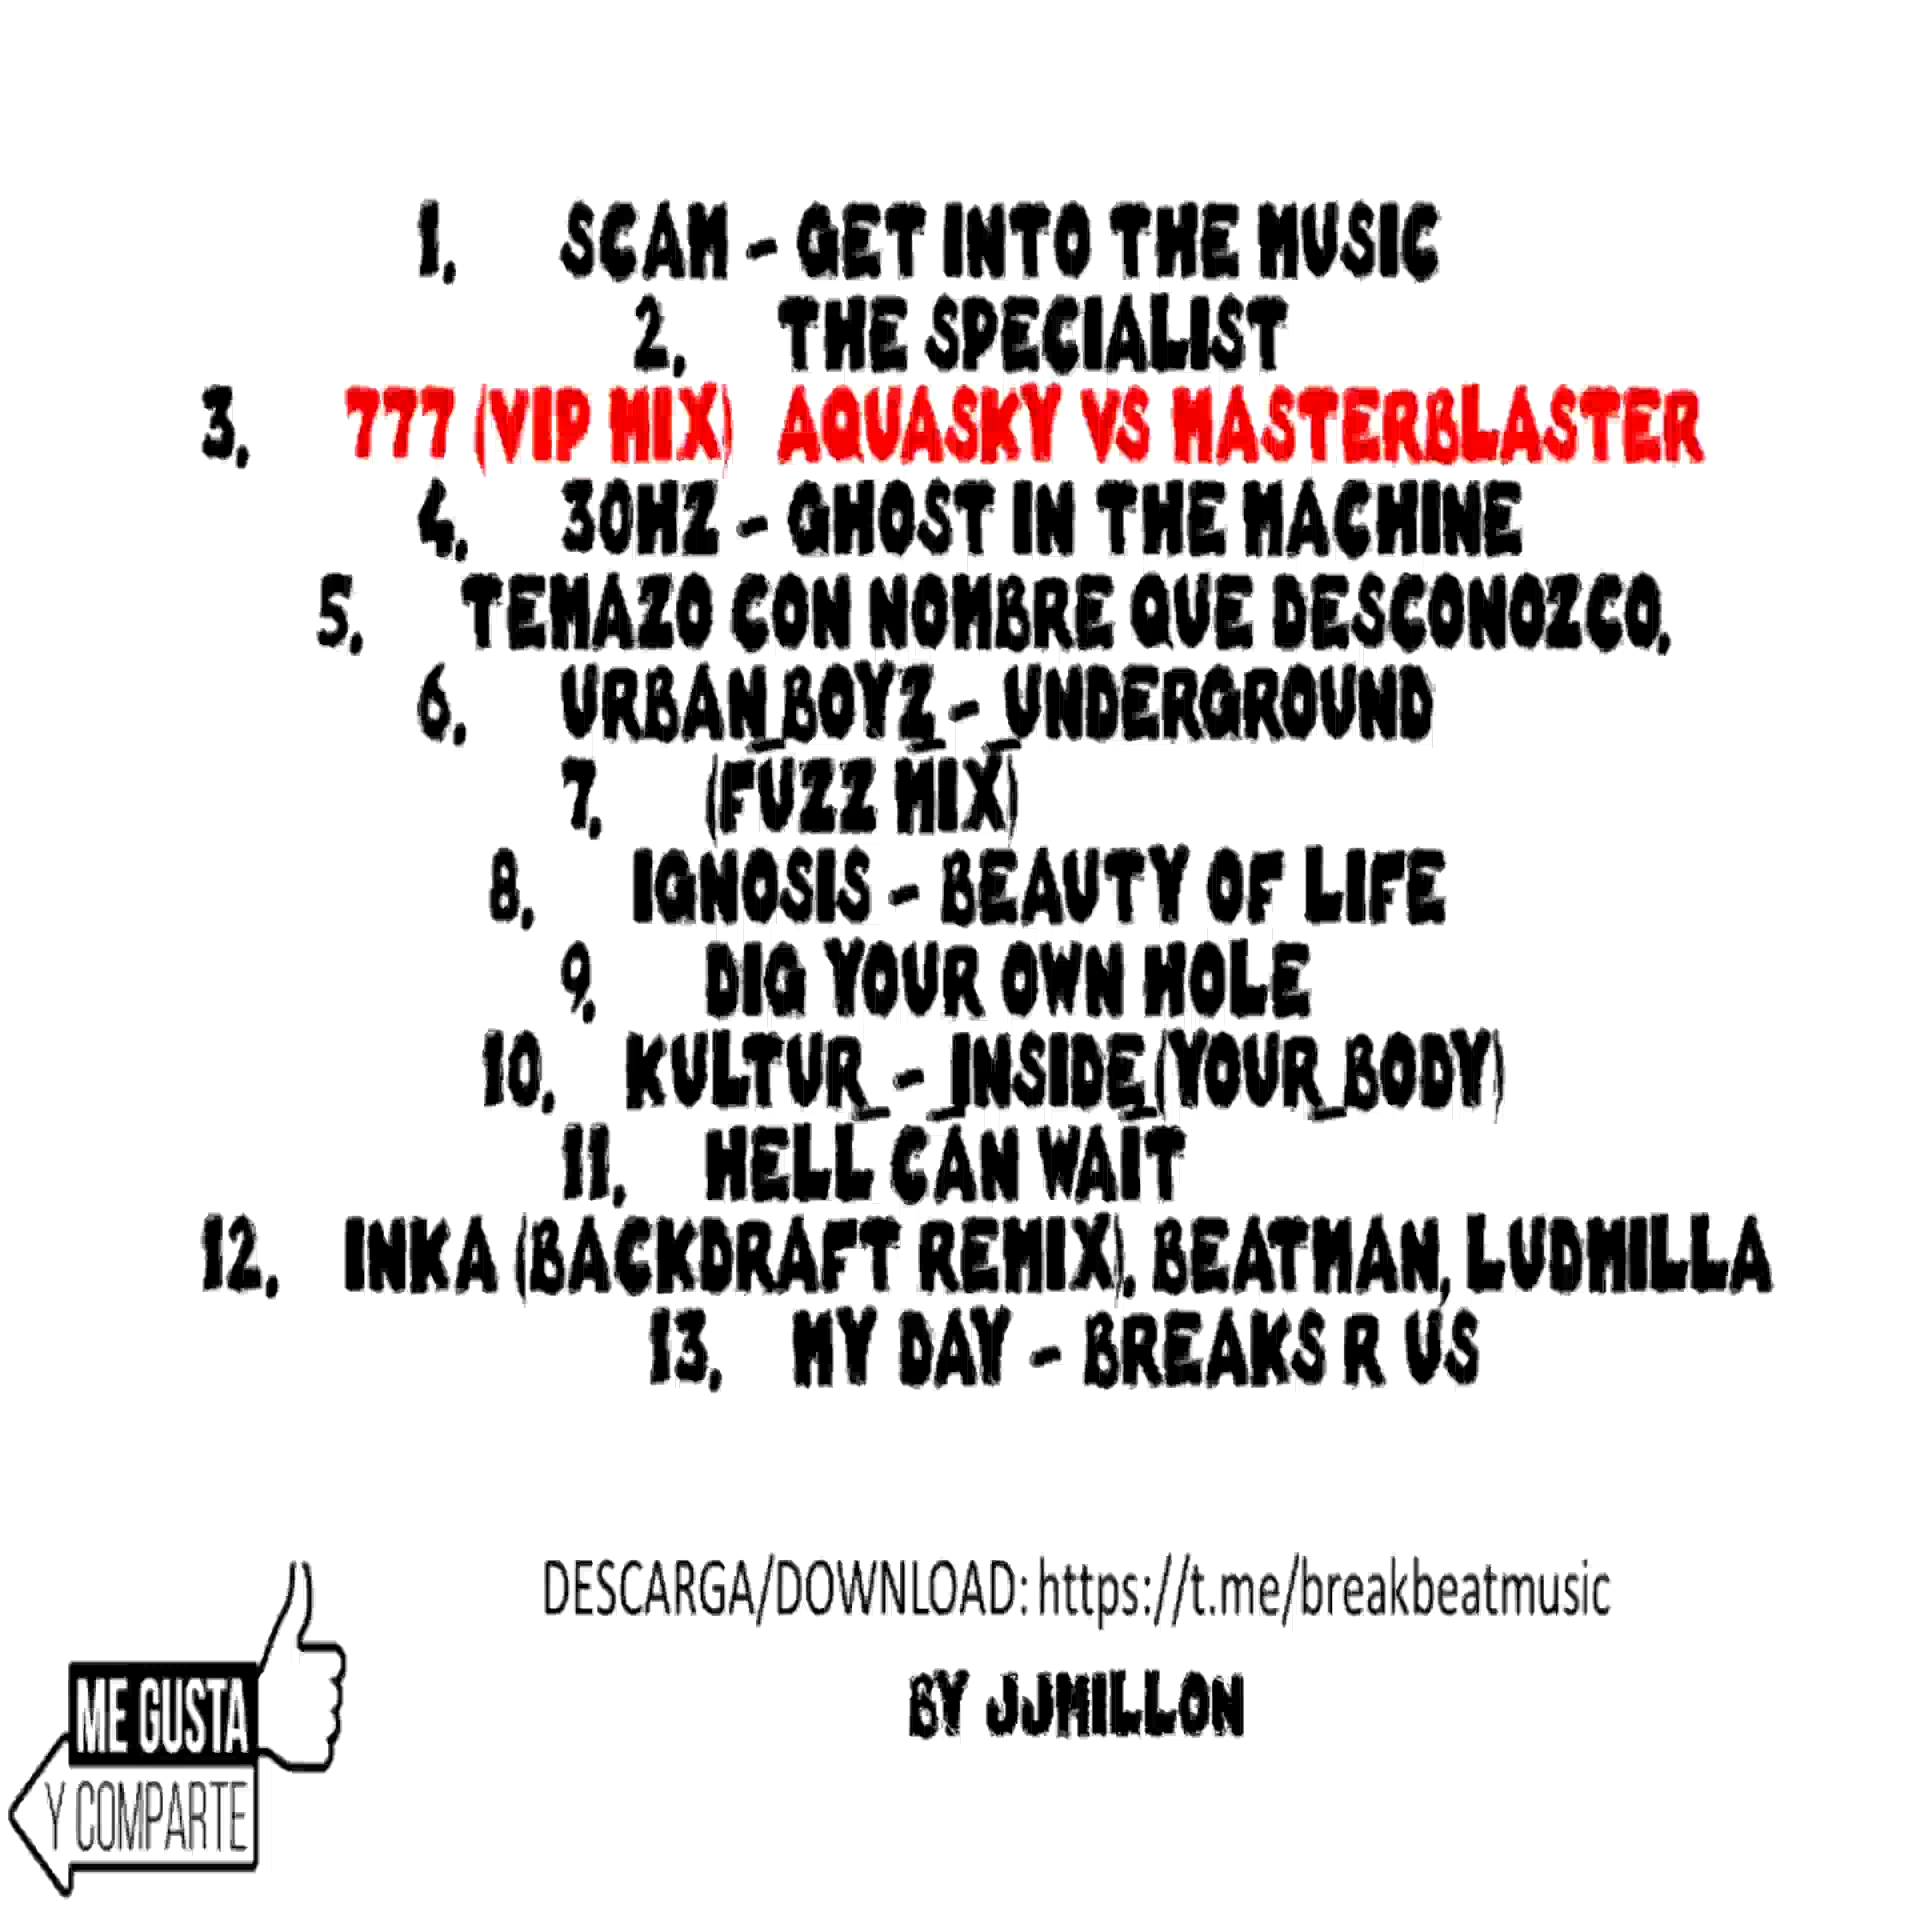 1. SCAM - GET INTO THE MUSIC
2. THE SPECIALIST
3. 777 (VIP MIX) AQUASKY VS MASTERBLASTER
4. 30HZ - GHOST IN THE MACHINE
5. TEMAZO CON NOMBRE QUE DESCONOZCO.
6. URBAN_BOYZ_-_UNDERGROUND
7. (FUZZ MIX)
8. IGNOSIS - BEAUTY OF LIFE
9. DIG YOUR OWN HOLE
10. KULTUR_-_INSIDE_(YOUR_BODY)
11. HELL CAN WAIT
12. INKA (BACKDRAFT REMIX), BEATMAN, LUDMILLA
13. MY DAY - BREAKS R US
DESCARGA/DOWNLOAD: https://t.me/breakbeatmusic
BY JJMILLON
ME GUSTA
Y COMPARTE